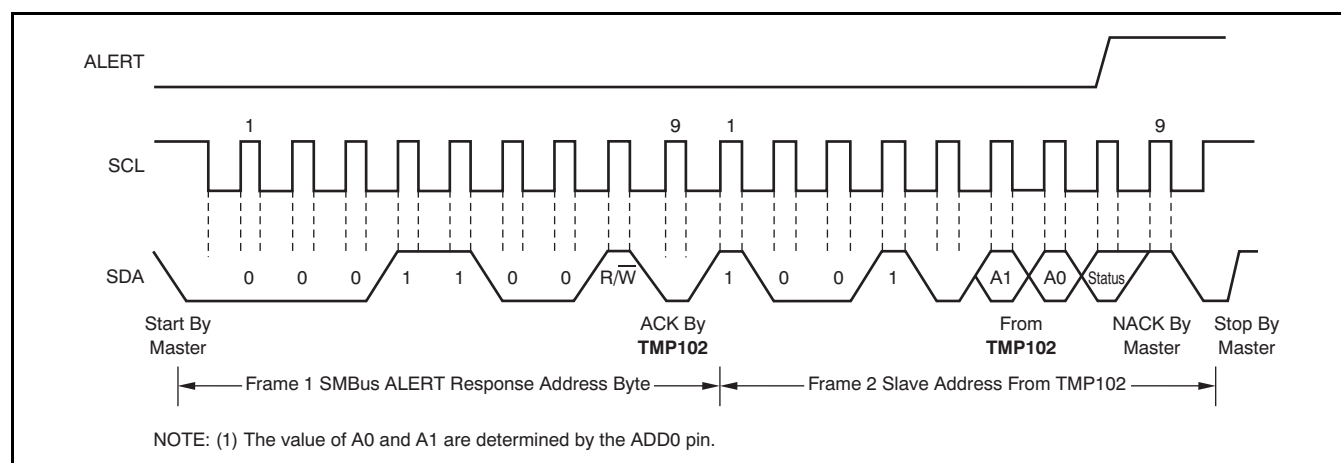 ALERT
1 9 1 9
SCL
SDA 0 0 0 1 1 0 0 R/W̅ 1 0 0 1 A1 A0 Status
Start By Master
ACK By TMP102
From TMP102
NACK By Master
Stop By Master
Frame 1 SMBus ALERT Response Address Byte
Frame 2 Slave Address From TMP102
NOTE: (1) The value of A0 and A1 are determined by the ADD0 pin.